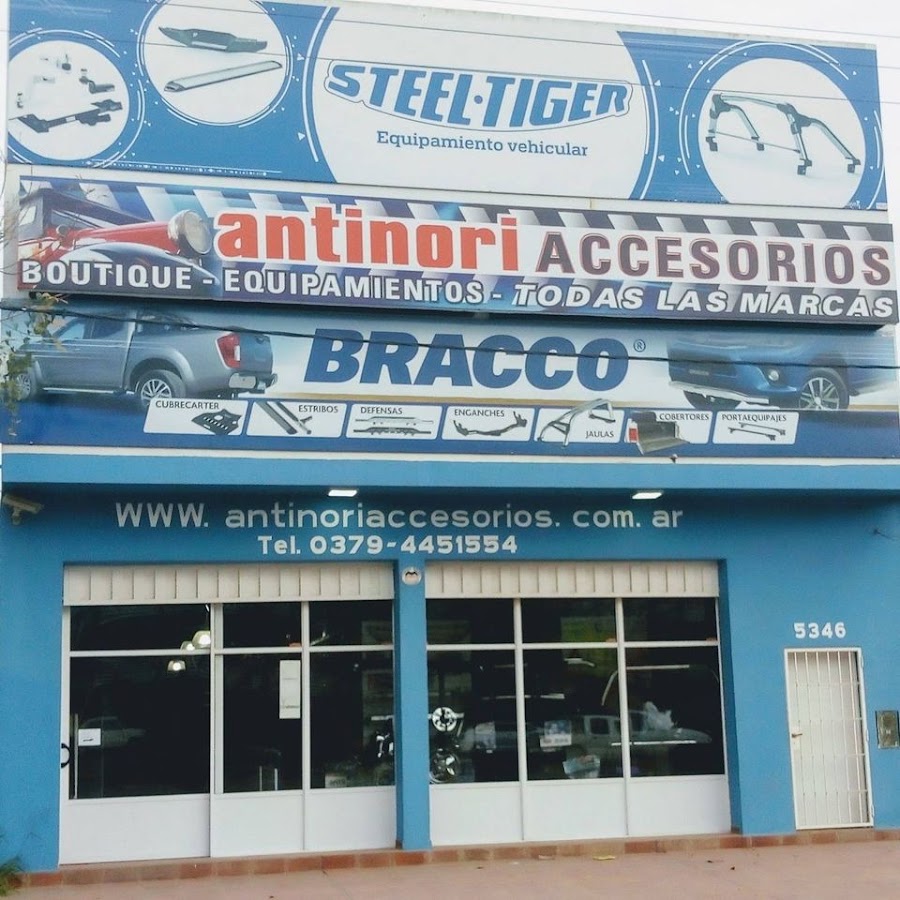 STEEL·TIGER
Equipamiento vehicular
antinori ACCESORIOS
BOUTIQUE - EQUIPAMIENTOS - TODAS LAS MARCAS
BRACCO®
CUBRECARTER ESTRIBOS DEFENSAS ENGANCHES JAULAS COBERTORES PORTAEQUIPAJES
WWW. antinoriaccesorios. com. ar
Tel. 0379-4451554
5346